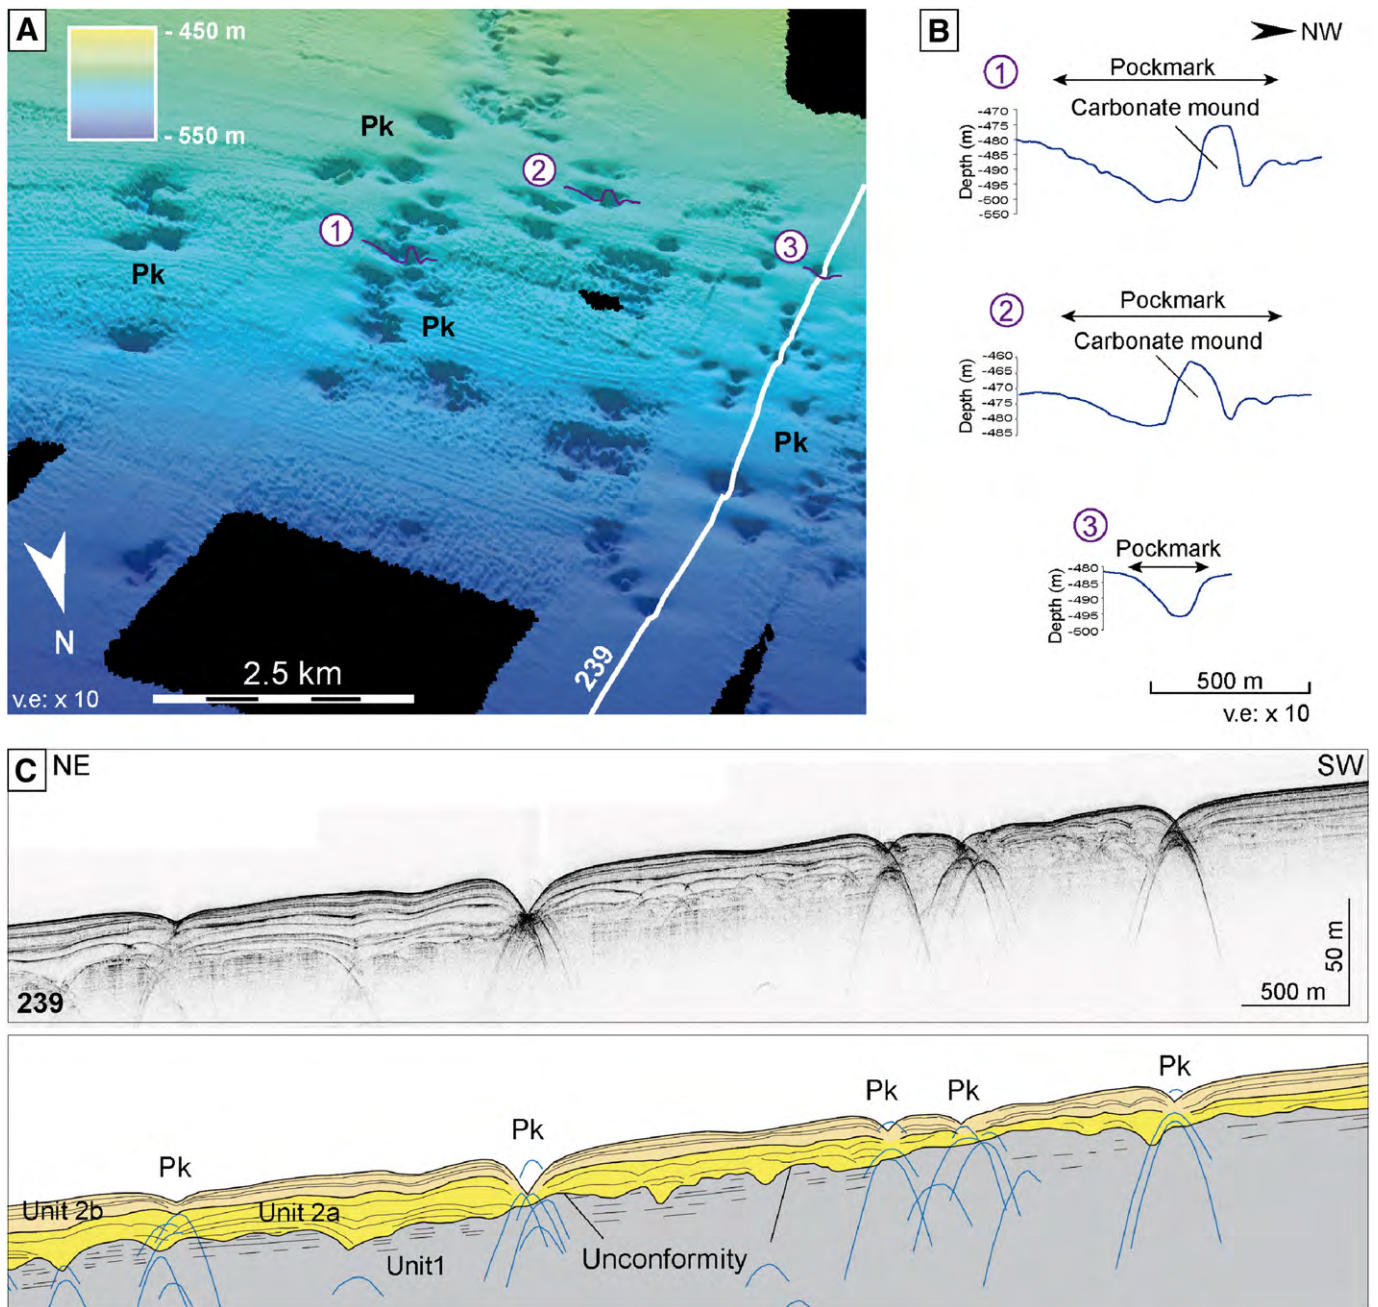 A
- 450 m
- 550 m
Pk
2
1
3
Pk
Pk
Pk
N
2.5 km
239
v.e: x 10
B
NW
1
Pockmark
Carbonate mound
Depth (m)
-470
-475
-480
-485
-490
-495
-500
-550
2
Pockmark
Carbonate mound
Depth (m)
-460
-465
-470
-475
-480
-485
3
Pockmark
Depth (m)
-480
-485
-490
-495
-500
500 m
v.e: x 10
C NE
SW
50 m
500 m
239
Pk
Pk
Pk
Pk
Pk
Unit 2b
Unit 2a
Unit1
Unconformity